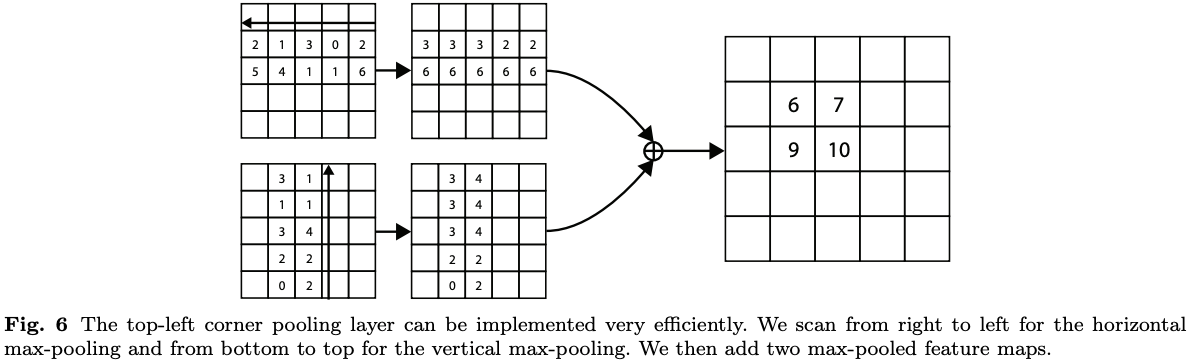 2 1 3 0 2
5 4 1 1 6
3 3 3 2 2
6 6 6 6 6
3 1
1 1
3 4
2 2
0 2
3 4
3 4
3 4
2 2
0 2
6 7
9 10
Fig. 6 The top-left corner pooling layer can be implemented very efficiently. We scan from right to left for the horizontal
max-pooling and from bottom to top for the vertical max-pooling. We then add two max-pooled feature maps.